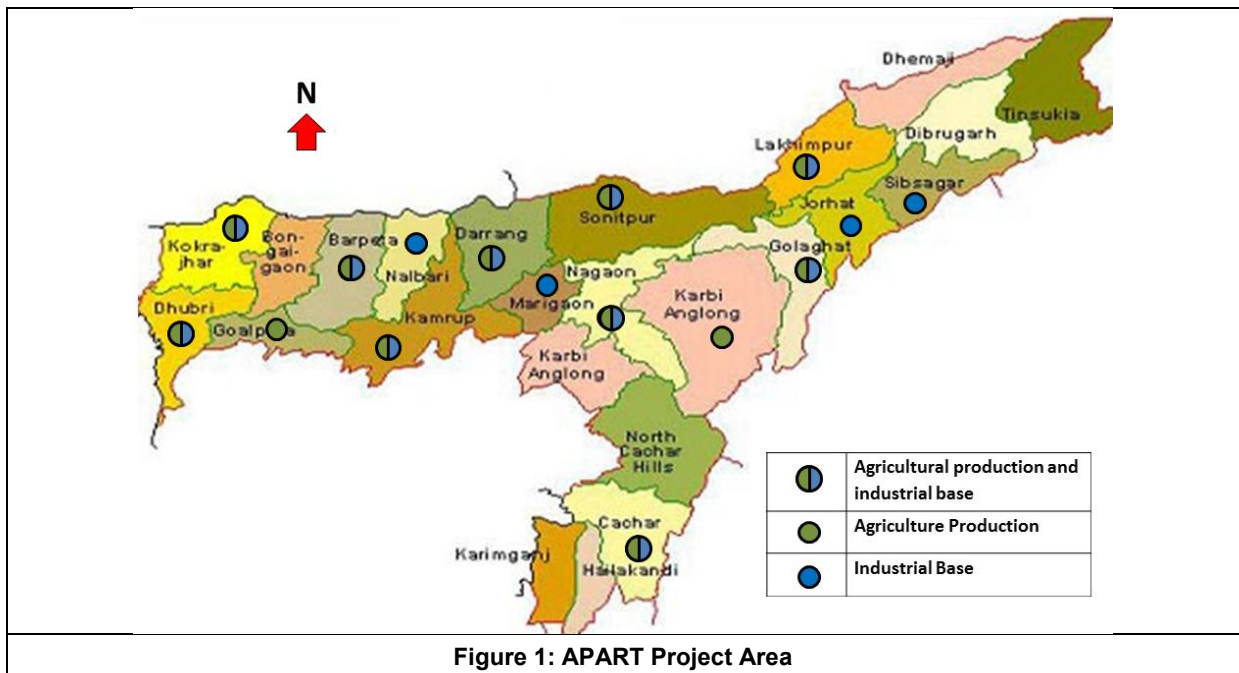 N
Dhemaji
Tinsukia
Dibrugarh
Lakhimpur
Sibsagar
Jorhat
Sonitpur
Golaghat
Kokra-
jhar
Bon-
gai-
gaon
Barpeta
Nalbari
Darrang
Nagaon
Marigaon
Karbi
Anglong
Dhubri
Goalpara
Kamrup
Karbi
Anglong
North
Cachar
Hills
Cachar
Karimganj
Hailakandi
Agricultural production and
industrial base
Agriculture Production
Industrial Base
Figure 1: APART Project Area